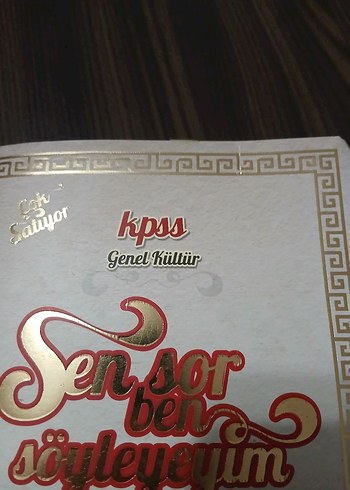 Çok
Satıyor
kpss
Genel Kültür
Sen sor
ben
söyleyeyim